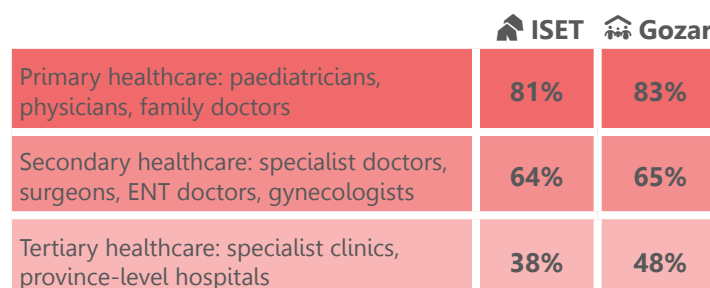 ISET Gozar
Primary healthcare: paediatricians,
physicians, family doctors
81% 83%
Secondary healthcare: specialist doctors,
surgeons, ENT doctors, gynecologists
64% 65%
Tertiary healthcare: specialist clinics,
province-level hospitals
38% 48%